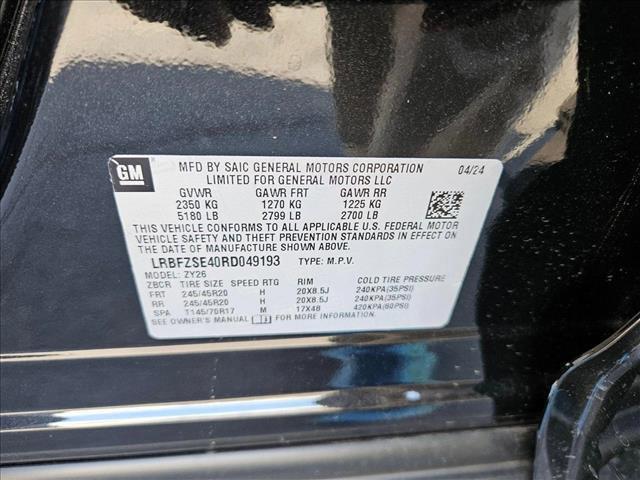 GM
MFD BY SAIC GENERAL MOTORS CORPORATION 04/24
LIMITED FOR GENERAL MOTORS LLC
GVWR GAWR FRT GAWR RR
2350 KG 1270 KG 1225 KG
5180 LB 2799 LB 2700 LB
THIS VEHICLE CONFORMS TO ALL APPLICABLE U.S. FEDERAL MOTOR
VEHICLE SAFETY AND THEFT PREVENTION STANDARDS IN EFFECT ON
THE DATE OF MANUFACTURE SHOWN ABOVE.
LRBFZSE40RD049193 TYPE: M.P.V.
MODEL: ZY26
ZBCR TIRE SIZE SPEED RTG RIM COLD TIRE PRESSURE
FRT 245/45R20 H 20X8.5J 240KPA(35PSI)
RR 245/45R20 H 20X8.5J 240KPA(35PSI)
SPA T145/70R17 M 17X4B 420KPA(60PSI)
SEE OWNER'S MANUAL FOR MORE INFORMATION.